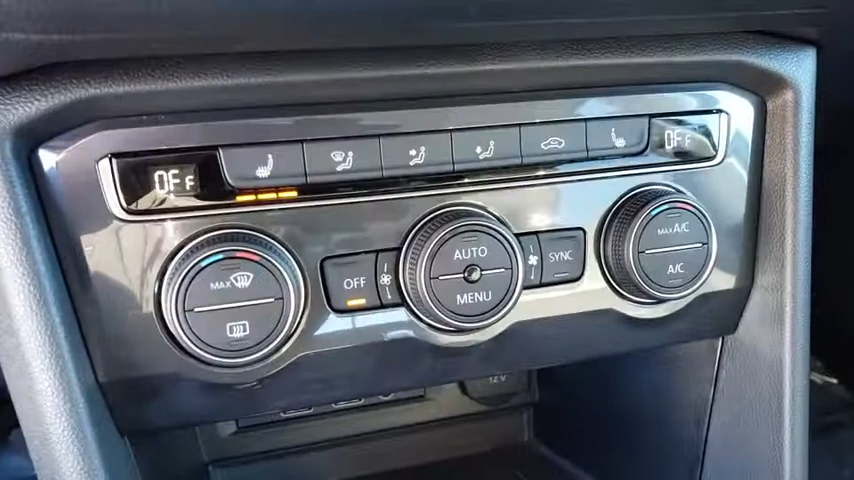 OFF
OFF
MAX
OFF
AUTO
MENU
SYNC
MAX A/C
A/C
12V